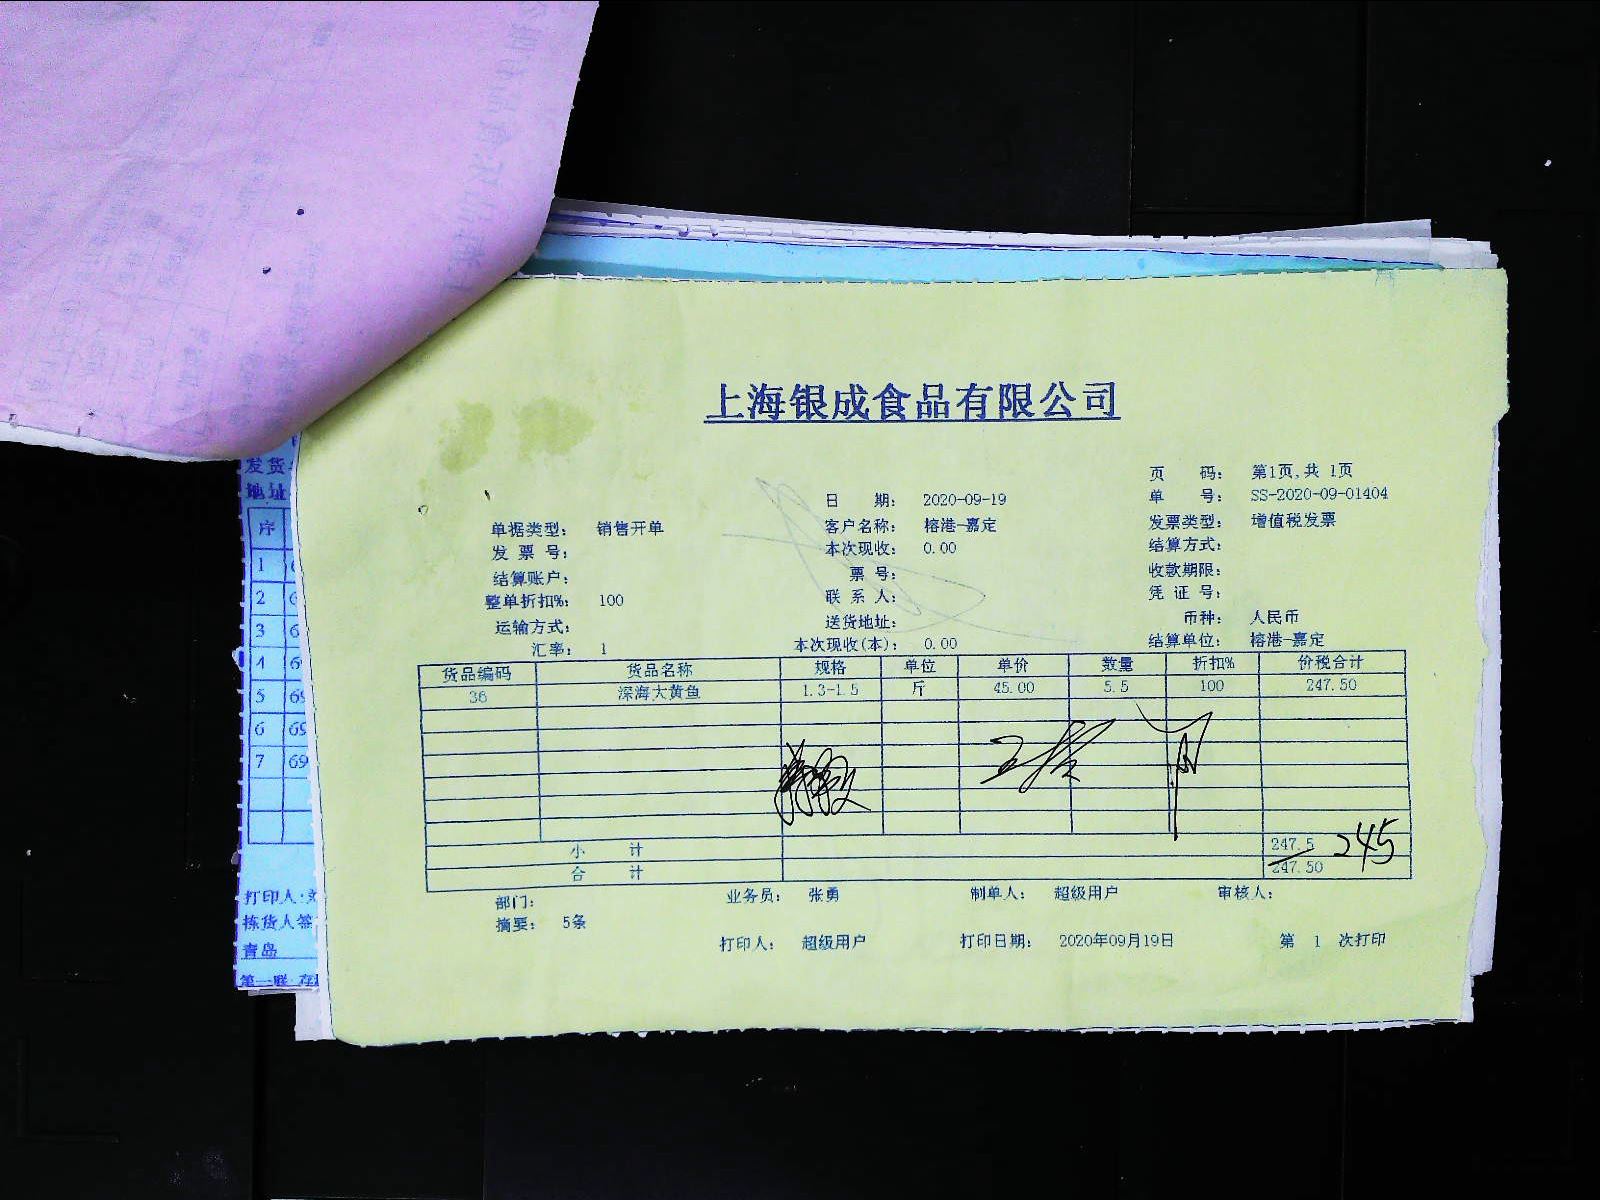 上海银成食品有限公司
页 码： 第1页,共 1页
日 期： 2020-09-19 单 号： SS-2020-09-01404
单据类型： 销售开单 客户名称： 榕港-嘉定 发票类型： 增值税发票
发 票 号： 本次现收： 0.00 结算方式：
结算账户： 票 号： 收款期限：
整单折扣%： 100 联 系 人： 凭 证 号：
运输方式： 送货地址： 币种： 人民币
汇率： 1 本次现收(本)： 0.00 结算单位： 榕港-嘉定
货品编码 货品名称 规格 单位 单价 数量 折扣% 价税合计
36 深海大黄鱼 1.3-1.5 斤 45.00 5.5 100 247.50
小 计 247.5 245
合 计 247.50
部门： 业务员： 张勇 制单人： 超级用户 审核人：
摘要： 5条
打印人： 超级用户 打印日期： 2020年09月19日 第 1 次打印
发货
地址
序
1
2
3
4
5 69
6 69
7 69
打印人
拣货人签
青岛
第一联